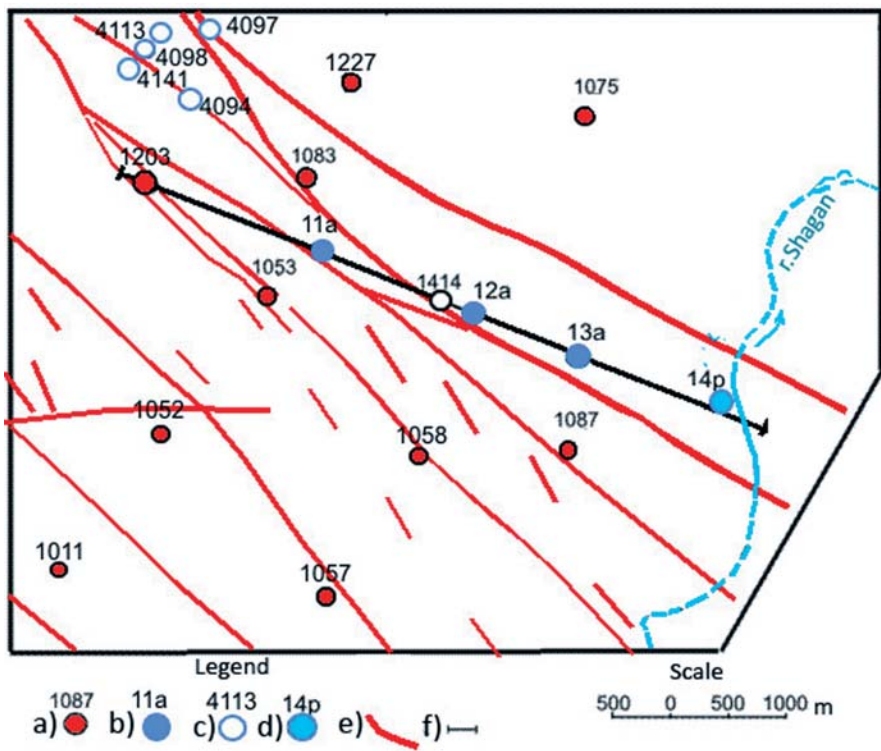 4113
4097
4098
1227
4141
1075
4094
1203
1083
11a
r.Shagan
1053
1414
12a
13a
14p
1052
1058
1087
1011
1057
Legend
Scale
1087
11a
4113
14p
a) b) c) d) e) f)
500 0 500 1000 m